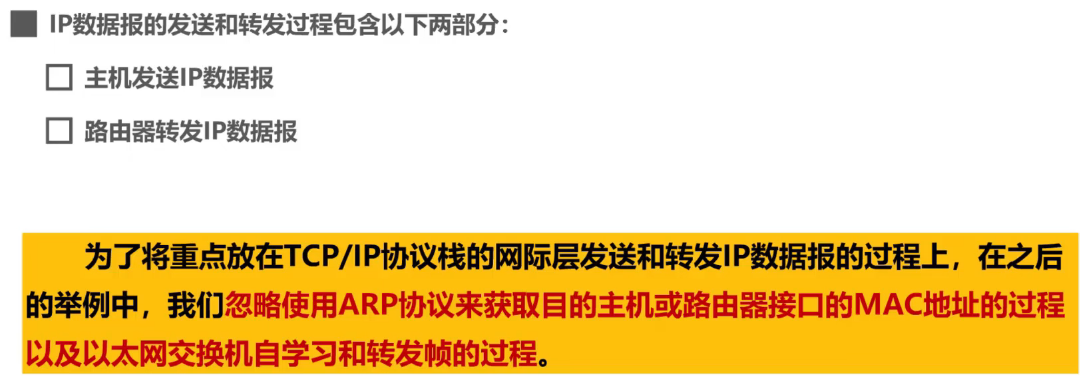 IP数据报的发送和转发过程包含以下两部分：
主机发送IP数据报
路由器转发IP数据报
为了将重点放在TCP/IP协议栈的网际层发送和转发IP数据报的过程上，在之后
的举例中，我们忽略使用ARP协议来获取目的主机或路由器接口的MAC地址的过程
以及以太网交换机自学习和转发帧的过程。